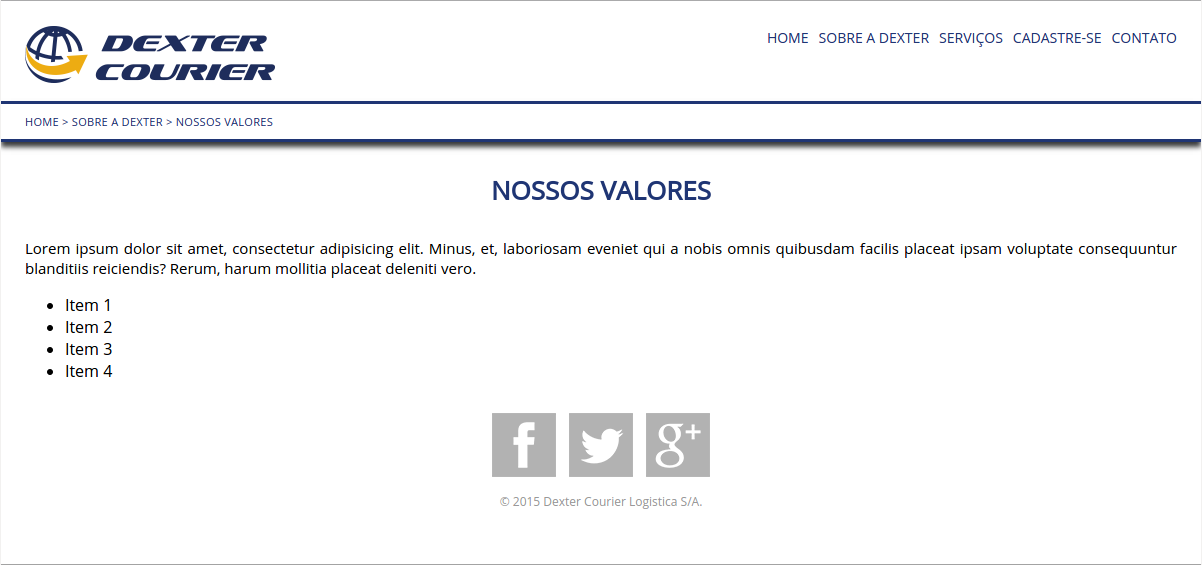 DEXTER
COURIER
HOME SOBRE A DEXTER SERVIÇOS CADASTRE-SE CONTATO
HOME > SOBRE A DEXTER > NOSSOS VALORES
NOSSOS VALORES
Lorem ipsum dolor sit amet, consectetur adipisicing elit. Minus, et, laboriosam eveniet qui a nobis omnis quibusdam facilis placeat ipsam voluptate consequuntur
blanditiis reiciendis? Rerum, harum mollitia placeat deleniti vero.
• Item 1
• Item 2
• Item 3
• Item 4
f g+
© 2015 Dexter Courier Logistica S/A.